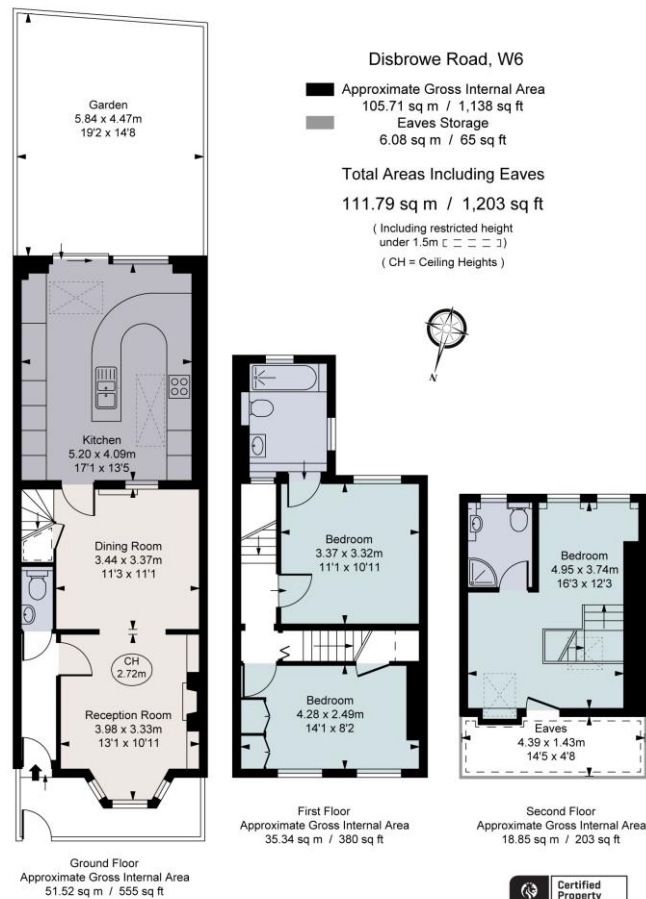 Disbrowe Road, W6
Approximate Gross Internal Area
105.71 sq m / 1,138 sq ft
Eaves Storage
6.08 sq m / 65 sq ft
Total Areas Including Eaves
111.79 sq m / 1,203 sq ft
( Including restricted height
under 1.5m )
( CH = Ceiling Heights )
N
Garden
5.84 x 4.47m
19'2 x 14'8
Kitchen
5.20 x 4.09m
17'1 x 13'5
Dining Room
3.44 x 3.37m
11'3 x 11'1
CH
2.72m
Reception Room
3.98 x 3.33m
13'1 x 10'11
Ground Floor
Approximate Gross Internal Area
51.52 sq m / 555 sq ft
Bedroom
3.37 x 3.32m
11'1 x 10'11
Bedroom
4.28 x 2.49m
14'1 x 8'2
First Floor
Approximate Gross Internal Area
35.34 sq m / 380 sq ft
Bedroom
4.95 x 3.74m
16'3 x 12'3
Eaves
4.39 x 1.43m
14'5 x 4'8
Second Floor
Approximate Gross Internal Area
18.85 sq m / 203 sq ft
Certified
Property